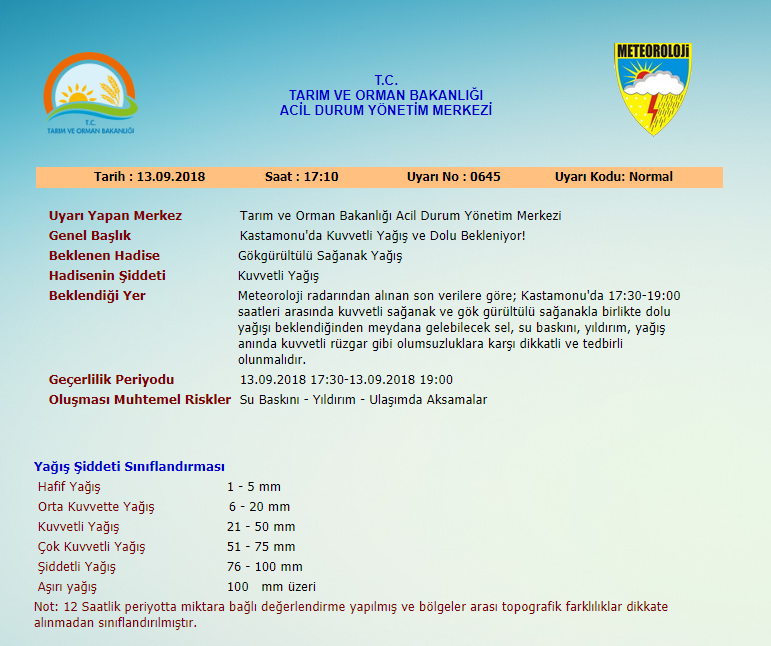 T.C.
TARIM VE ORMAN BAKANLIĞI
T.C.
TARIM VE ORMAN BAKANLIĞI
ACİL DURUM YÖNETİM MERKEZİ
METEOROLOJİ
Tarih : 13.09.2018 Saat : 17:10 Uyarı No : 0645 Uyarı Kodu: Normal
Uyarı Yapan Merkez Tarım ve Orman Bakanlığı Acil Durum Yönetim Merkezi
Genel Başlık Kastamonu'da Kuvvetli Yağış ve Dolu Bekleniyor!
Beklenen Hadise Gökgürültülü Sağanak Yağış
Hadisenin Şiddeti Kuvvetli Yağış
Beklendiği Yer Meteoroloji radarından alınan son verilere göre; Kastamonu'da 17:30-19:00
saatleri arasında kuvvetli sağanak ve gök gürültülü sağanakla birlikte dolu
yağışı beklendiğinden meydana gelebilecek sel, su baskını, yıldırım, yağış
anında kuvvetli rüzgar gibi olumsuzluklara karşı dikkatli ve tedbirli
olunmalıdır.
Geçerlilik Periyodu 13.09.2018 17:30-13.09.2018 19:00
Oluşması Muhtemel Riskler Su Baskını - Yıldırım - Ulaşımda Aksamalar
Yağış Şiddeti Sınıflandırması
Hafif Yağış 1 - 5 mm
Orta Kuvvette Yağış 6 - 20 mm
Kuvvetli Yağış 21 - 50 mm
Çok Kuvvetli Yağış 51 - 75 mm
Şiddetli Yağış 76 - 100 mm
Aşırı yağış 100 mm üzeri
Not: 12 Saatlik periyotta miktara bağlı değerlendirme yapılmış ve bölgeler arası topografik farklılıklar dikkate
alınmadan sınıflandırılmıştır.